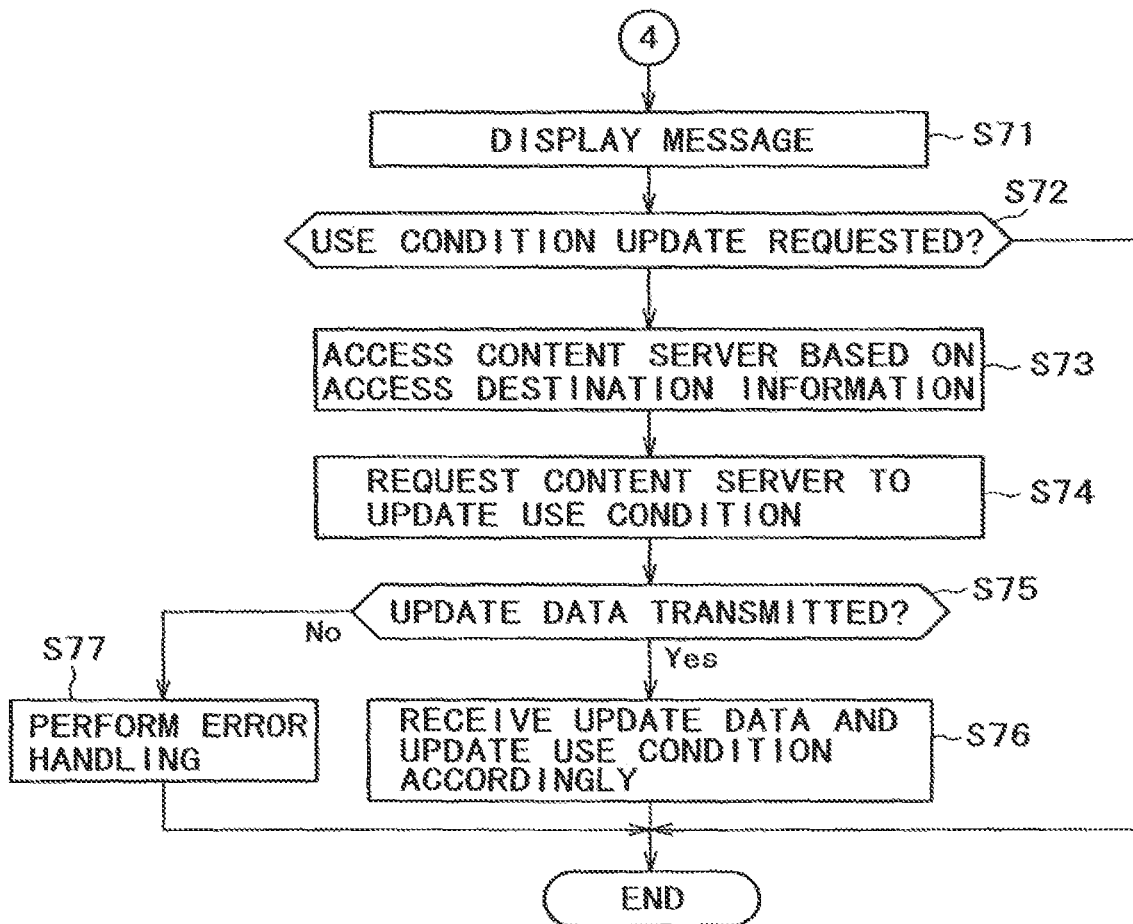 4
DISPLAY MESSAGE
S71
S72
USE CONDITION UPDATE REQUESTED?
ACCESS CONTENT SERVER BASED ON
ACCESS DESTINATION INFORMATION
S73
REQUEST CONTENT SERVER TO
UPDATE USE CONDITION
S74
S75
UPDATE DATA TRANSMITTED?
No
Yes
S77
PERFORM ERROR
HANDLING
RECEIVE UPDATE DATA AND
UPDATE USE CONDITION
ACCORDINGLY
S76
END